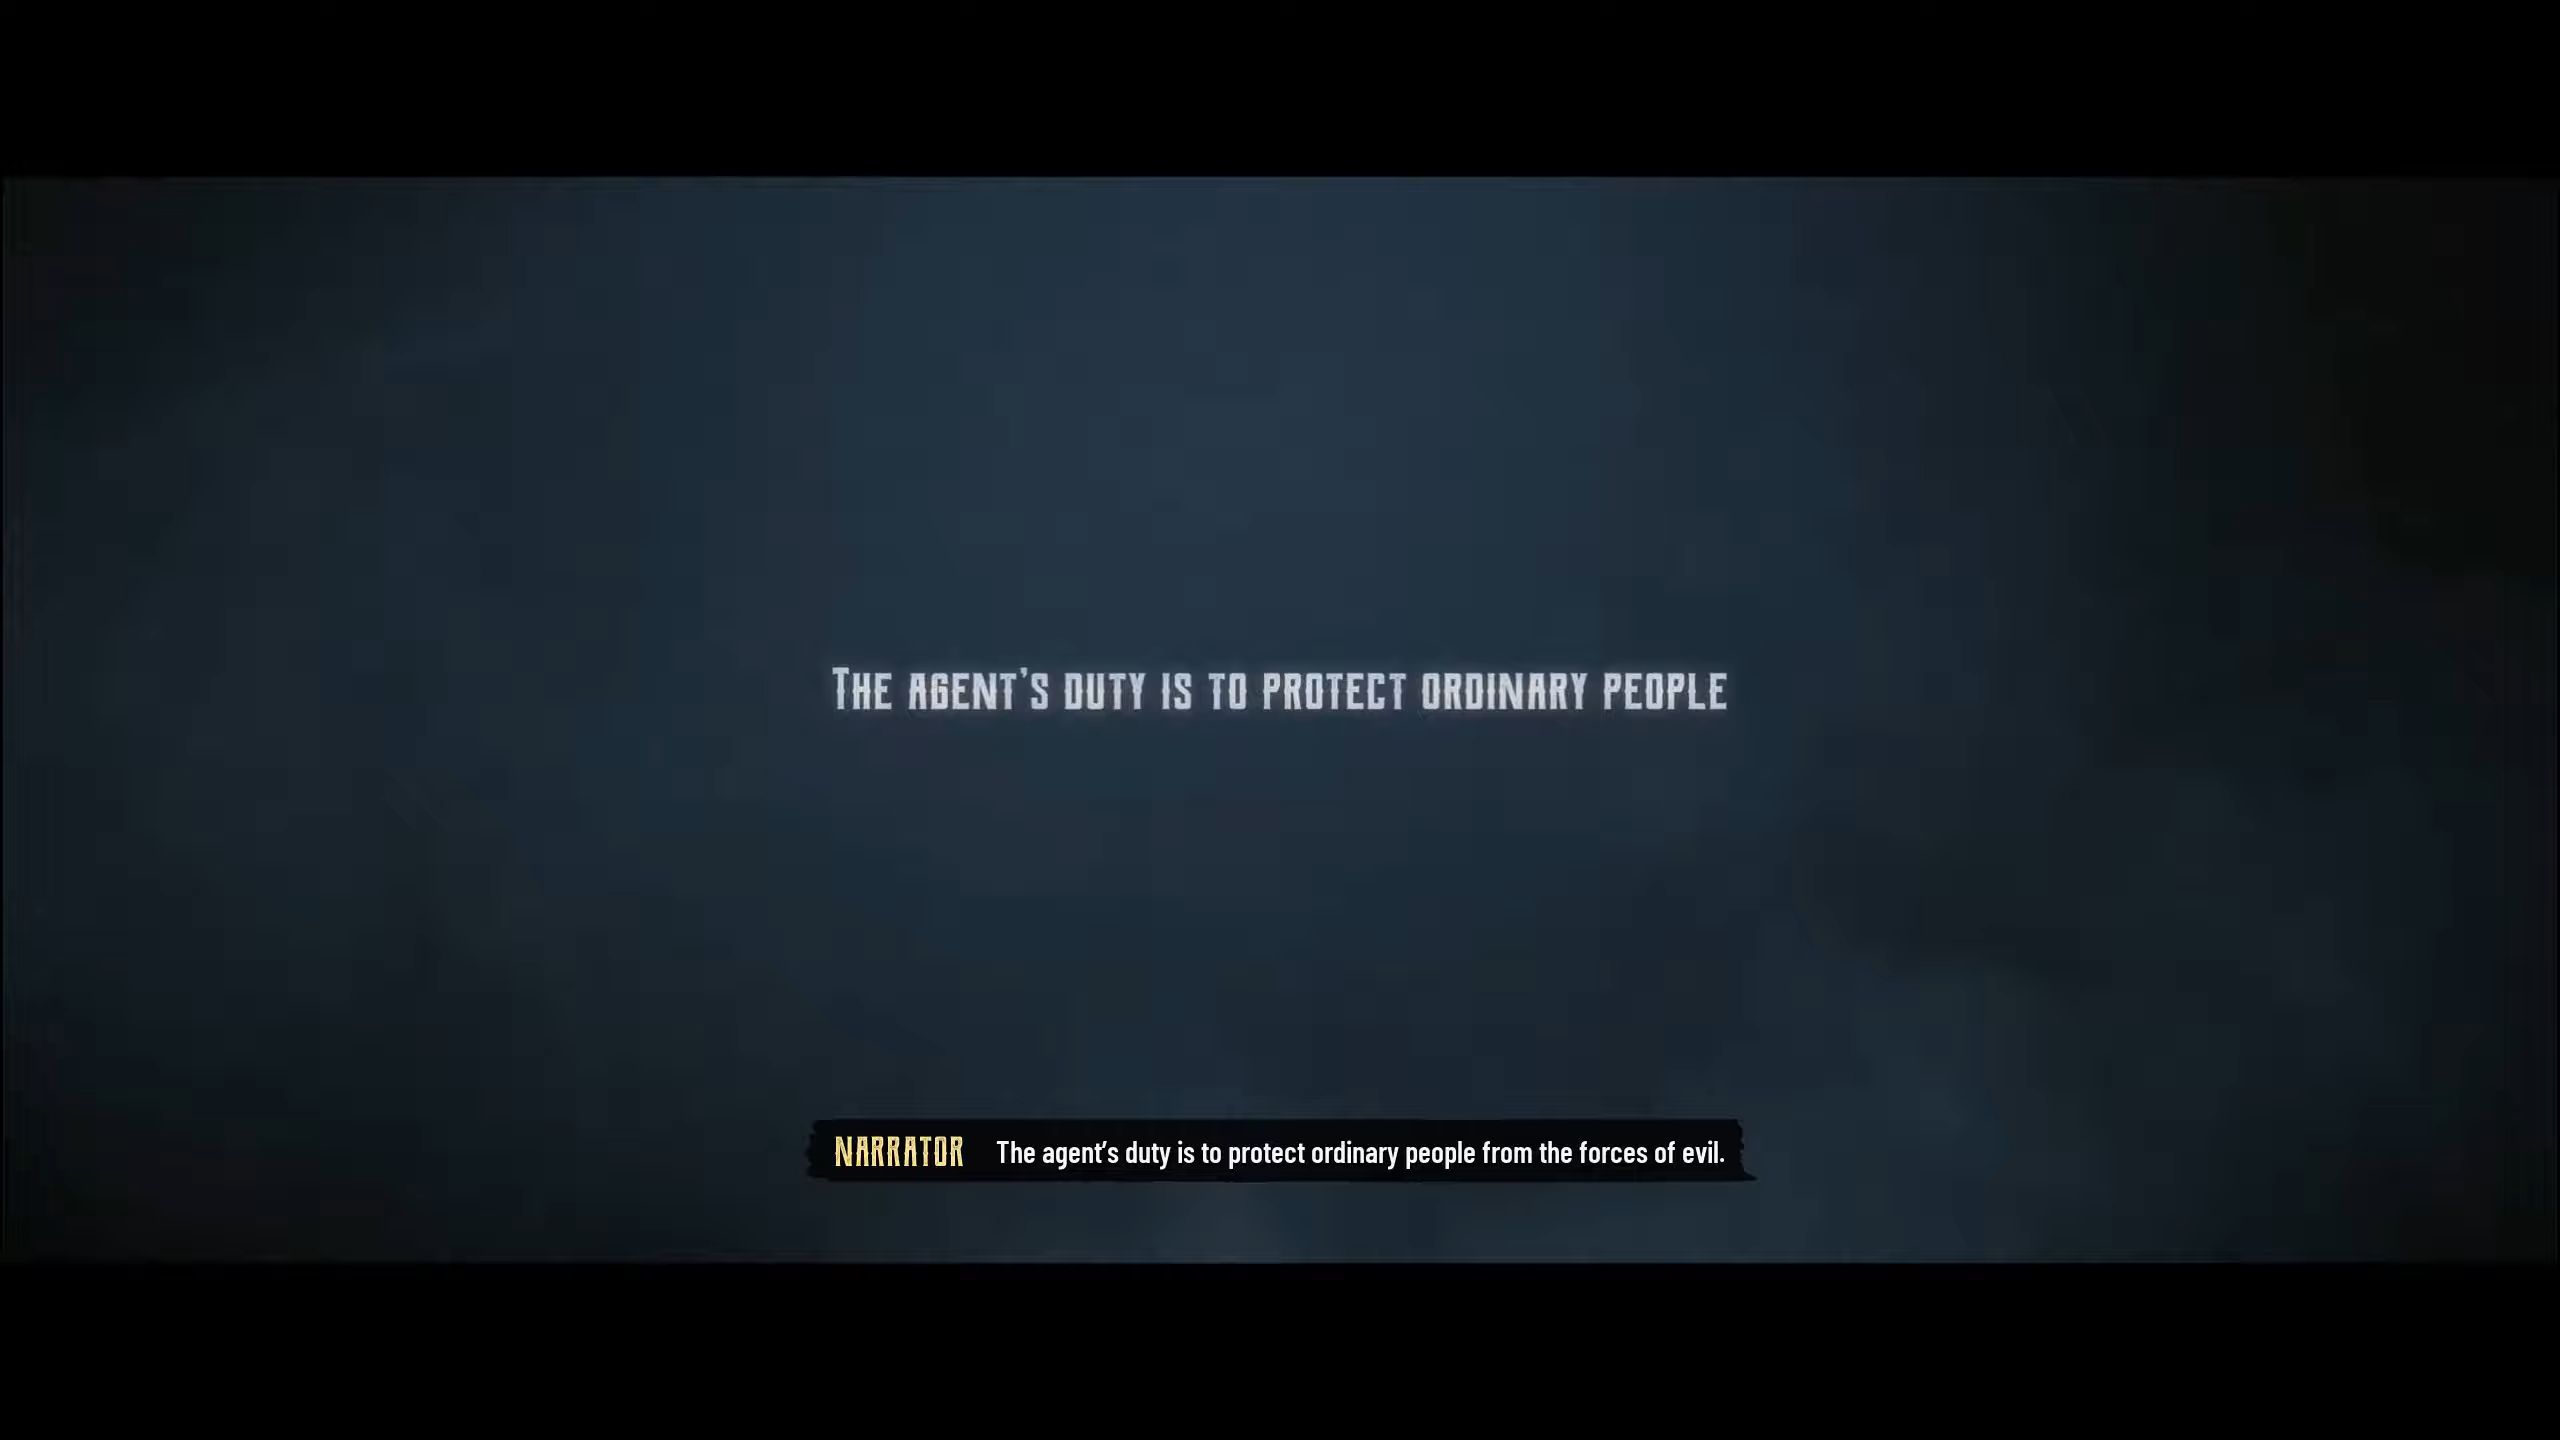 The agent's duty is to protect ordinary people
NARRATOR The agent's duty is to protect ordinary people from the forces of evil.